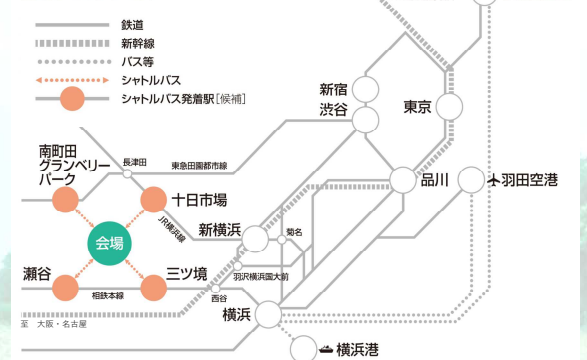 鉄道
新幹線
バス等
シャトルバス
シャトルバス発着駅[候補]
新宿
渋谷
東京
南町田
グランベリー
パーク
長津田
東急田園都市線
十日市場
JR横浜線
品川
羽田空港
新横浜
菊名
会場
瀬谷
三ツ境
羽沢横浜国大前
相鉄本線
西谷
横浜
至 大阪・名古屋
横浜港